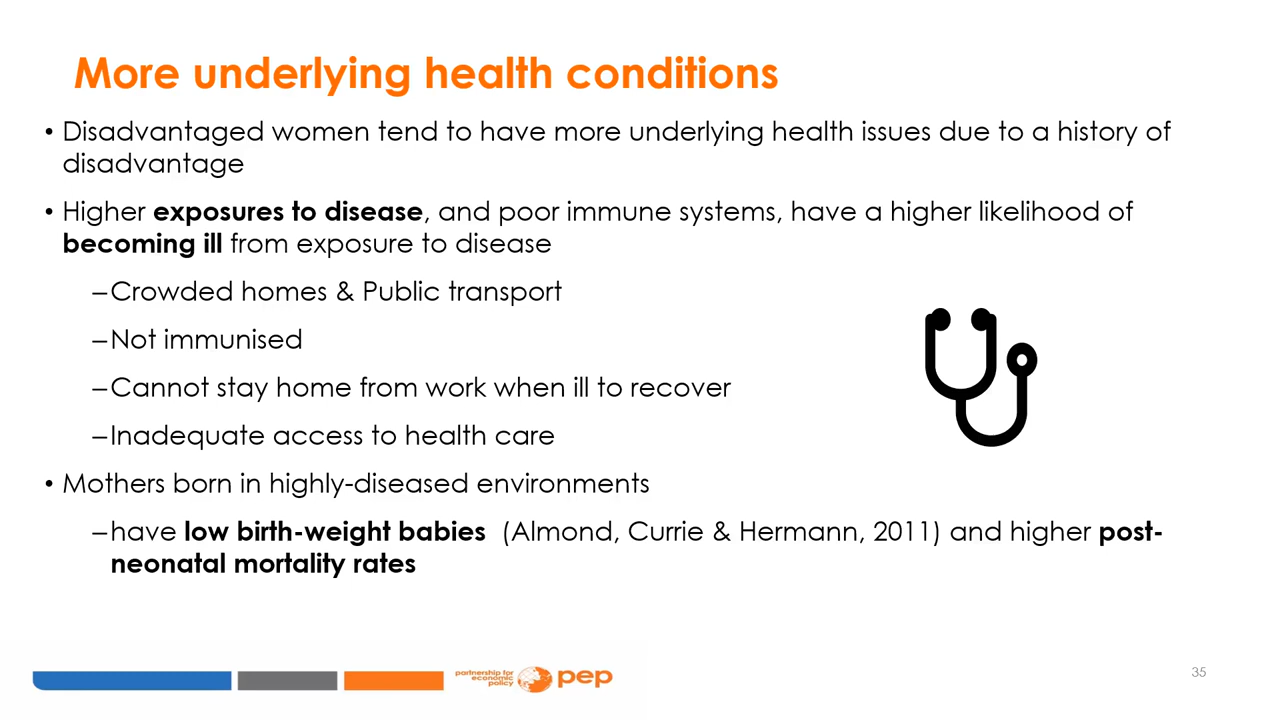 More underlying health conditions
• Disadvantaged women tend to have more underlying health issues due to a history of
disadvantage
• Higher exposures to disease, and poor immune systems, have a higher likelihood of
becoming ill from exposure to disease
–Crowded homes & Public transport
–Not immunised
–Cannot stay home from work when ill to recover
–Inadequate access to health care
• Mothers born in highly-diseased environments
–have low birth-weight babies (Almond, Currie & Hermann, 2011) and higher post-
neonatal mortality rates
partnership for
economic
policy
pep
35